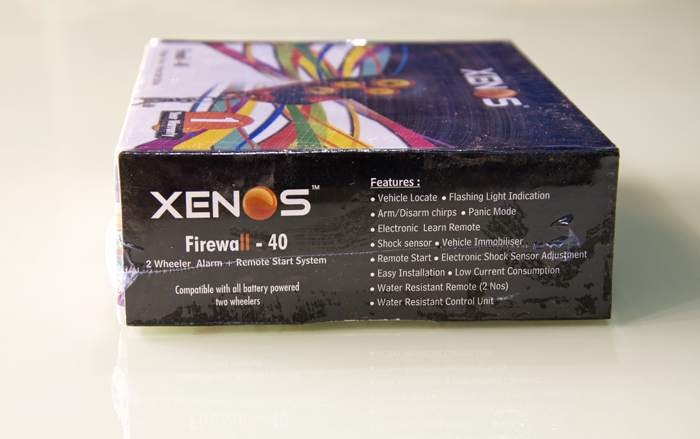 XENOS
1
XENOS™
Firewall - 40
2 Wheeler Alarm + Remote Start System
Compatible with all battery powered
two wheelers
Features :
• Vehicle Locate • Flashing Light Indication
• Arm/Disarm chirps • Panic Mode
• Electronic Learn Remote
• Shock sensor • Vehicle Immobiliser
• Remote Start • Electronic Shock Sensor Adjustment
• Easy Installation • Low Current Consumption
• Water Resistant Remote (2 Nos)
• Water Resistant Control Unit